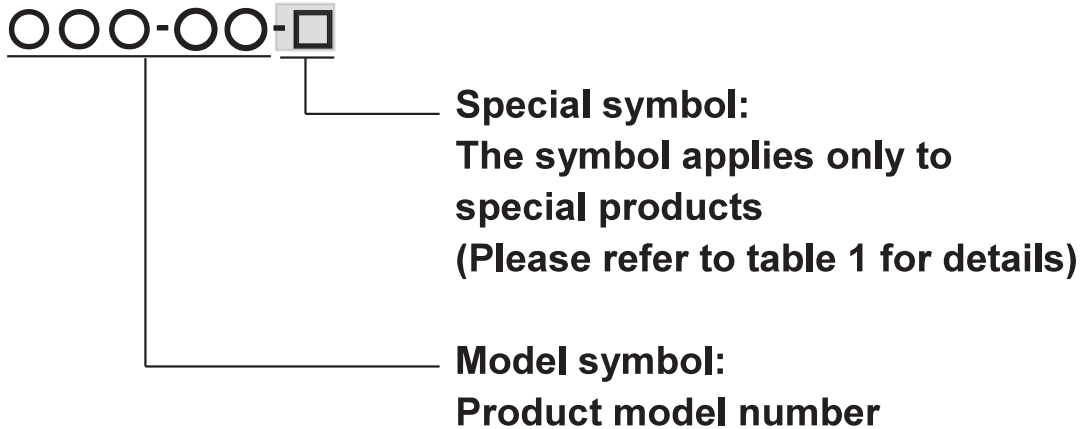 ○○○-○○-□
Special symbol:
The symbol applies only to
special products
(Please refer to table 1 for details)
Model symbol:
Product model number